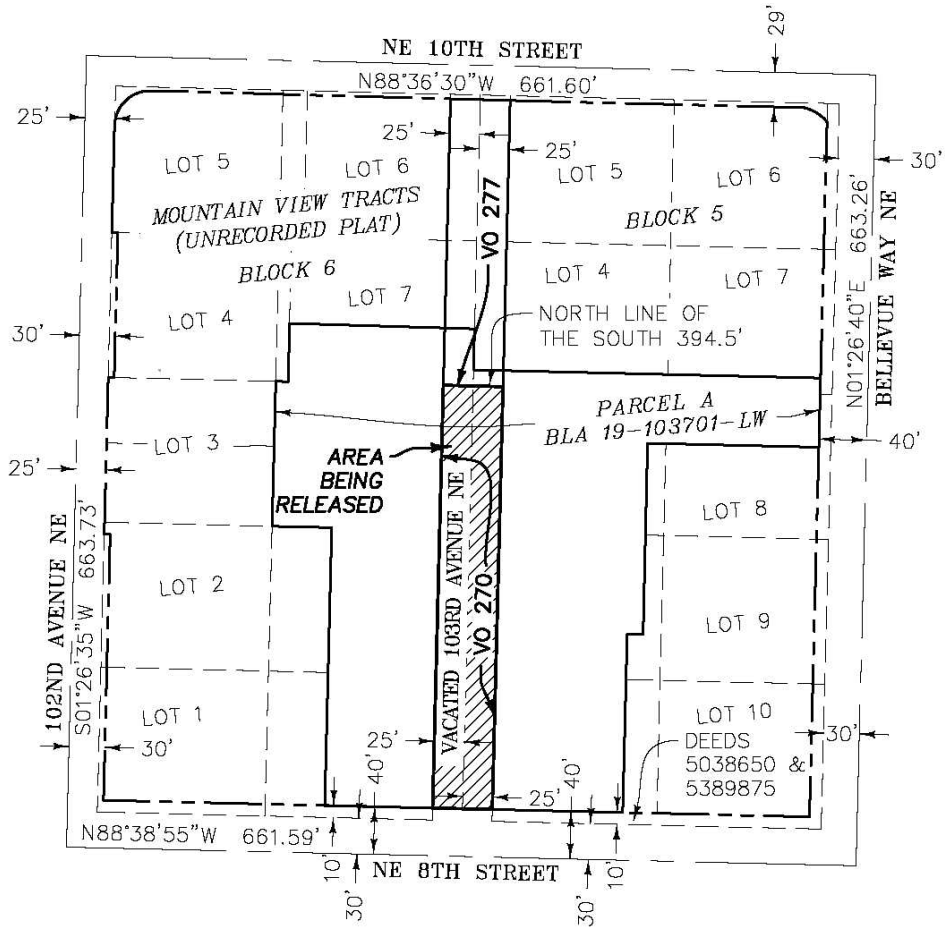 29'
NE 10TH STREET
N88°36'30"W 661.60'
25'
25'
25'
30'
LOT 5
LOT 6
LOT 5
LOT 6
MOUNTAIN VIEW TRACTS
(UNRECORDED PLAT)
BLOCK 6
VO 277
BLOCK 5
N01°26'40"E 663.26'
BELLEVUE WAY NE
LOT 4
LOT 7
LOT 4
LOT 7
30'
NORTH LINE OF
THE SOUTH 394.5'
PARCEL A
BLA 19-103701-LW
LOT 3
25'
40'
AREA
BEING
RELEASED
VACATED 103RD AVENUE NE
VO 270
102ND AVENUE NE
S01°26'35"W 663.73'
LOT 2
LOT 8
LOT 9
LOT 1
LOT 10
30'
25'
40'
25'
40'
DEEDS
5038650 &
5389875
30'
N88°38'55"W 661.59'
10'
30'
NE 8TH STREET
30'
10'